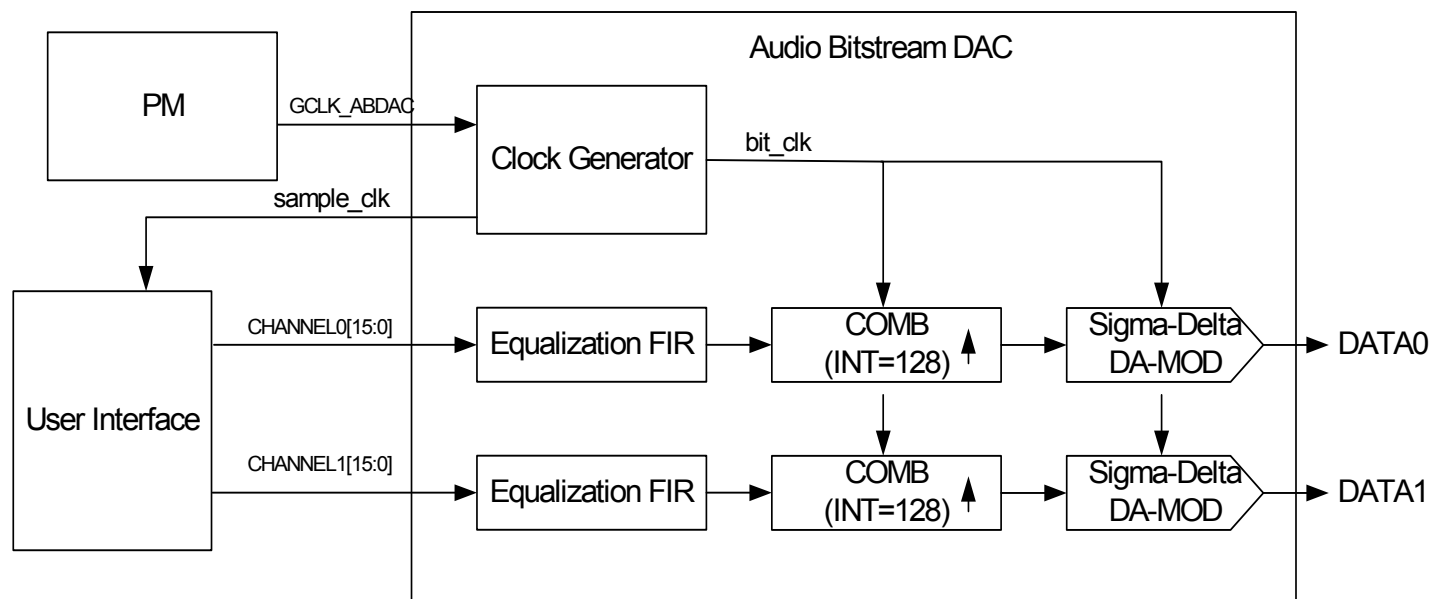 Audio Bitstream DAC
PM
GCLK_ABDAC
Clock Generator
bit_clk
sample_clk
User Interface
CHANNEL0[15:0]
Equalization FIR
COMB
(INT=128)
Sigma-Delta
DA-MOD
DATA0
CHANNEL1[15:0]
Equalization FIR
COMB
(INT=128)
Sigma-Delta
DA-MOD
DATA1